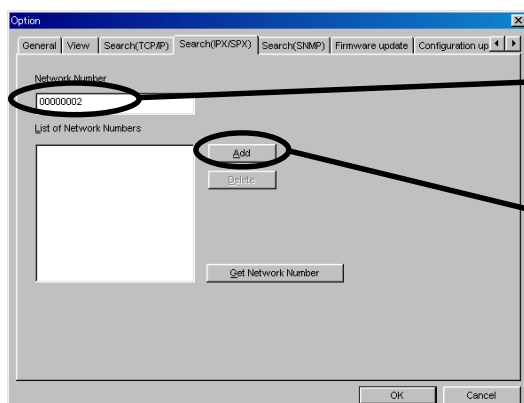 Option
General View Search(TCP/IP) Search(IPX/SPX) Search(SNMP) Firmware update Configuration up
Network Number
00000002
List of Network Numbers
Add
Delete
Get Network Number
OK Cancel